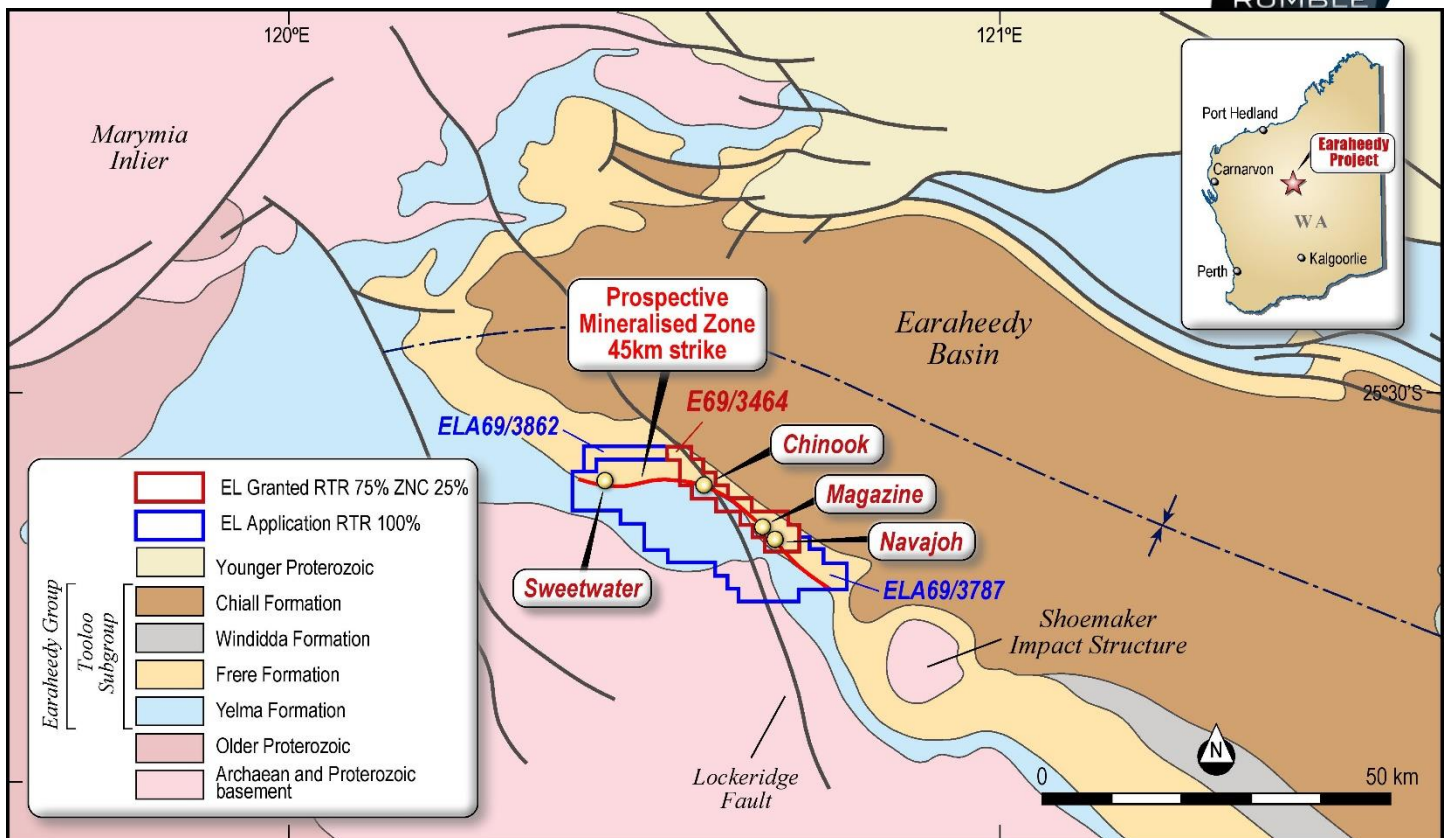 RUMBLE
120ºE
121ºE
Marymia
Inlier
Port Hedland
Earaheedy
Project
Carnarvon
WA
Kalgoorlie
Perth
Prospective
Mineralised Zone
45km strike
Earaheedy
Basin
25º30'S
E69/3464
ELA69/3862
Chinook
Magazine
Navajoh
Sweetwater
ELA69/3787
Shoemaker
Impact Structure
Lockeridge
Fault
EL Granted RTR 75% ZNC 25%
EL Application RTR 100%
Younger Proterozoic
Chiall Formation
Windidda Formation
Frere Formation
Yelma Formation
Older Proterozoic
Archaean and Proterozoic
basement
Earaheedy Group
Tooloo
Subgroup
N
0
50 km